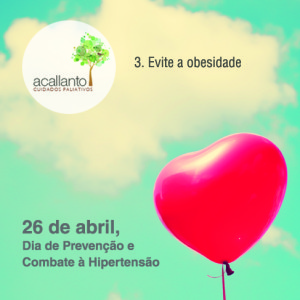 acallanto
CUIDADOS PALIATIVOS
3. Evite a obesidade
26 de abril,
Dia de Prevenção e
Combate à Hipertensão